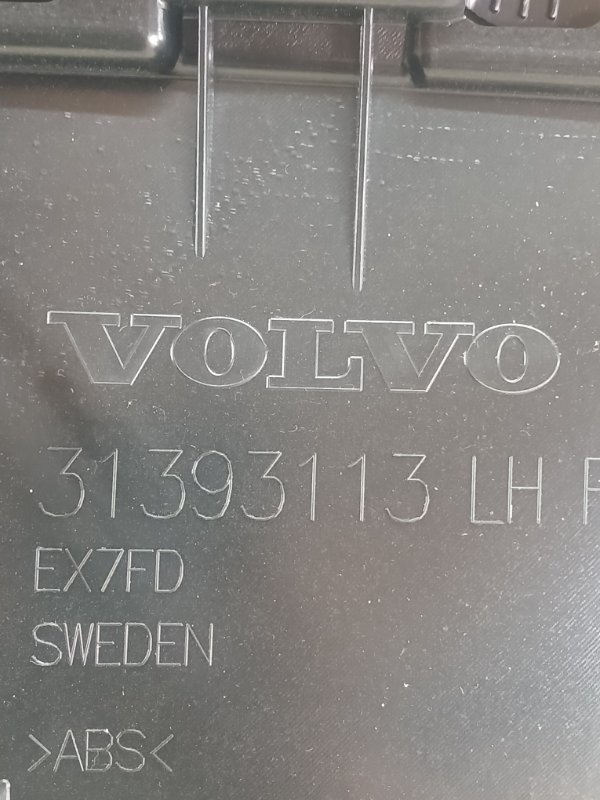 VOLVO
31393113 LH
EX7FD
SWEDEN
>ABS<